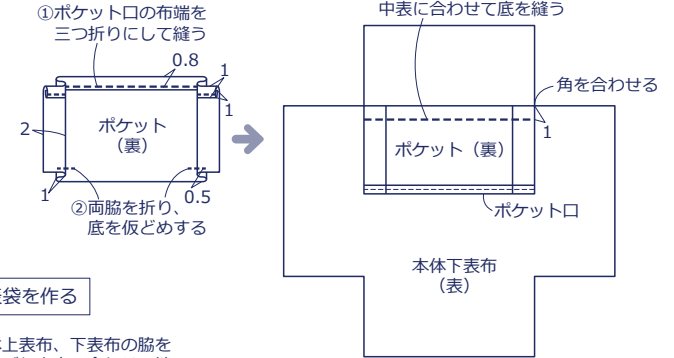 ①ポケット口の布端を
三つ折りにして縫う
0.8
1
1
2
ポケット
（裏）
1
0.5
②両脇を折り、
底を仮どめする
中表に合わせて底を縫う
角を合わせる
1
ポケット（裏）
ポケット口
本体下表布
（表）
袋を作る
上表布、下表布の脇を